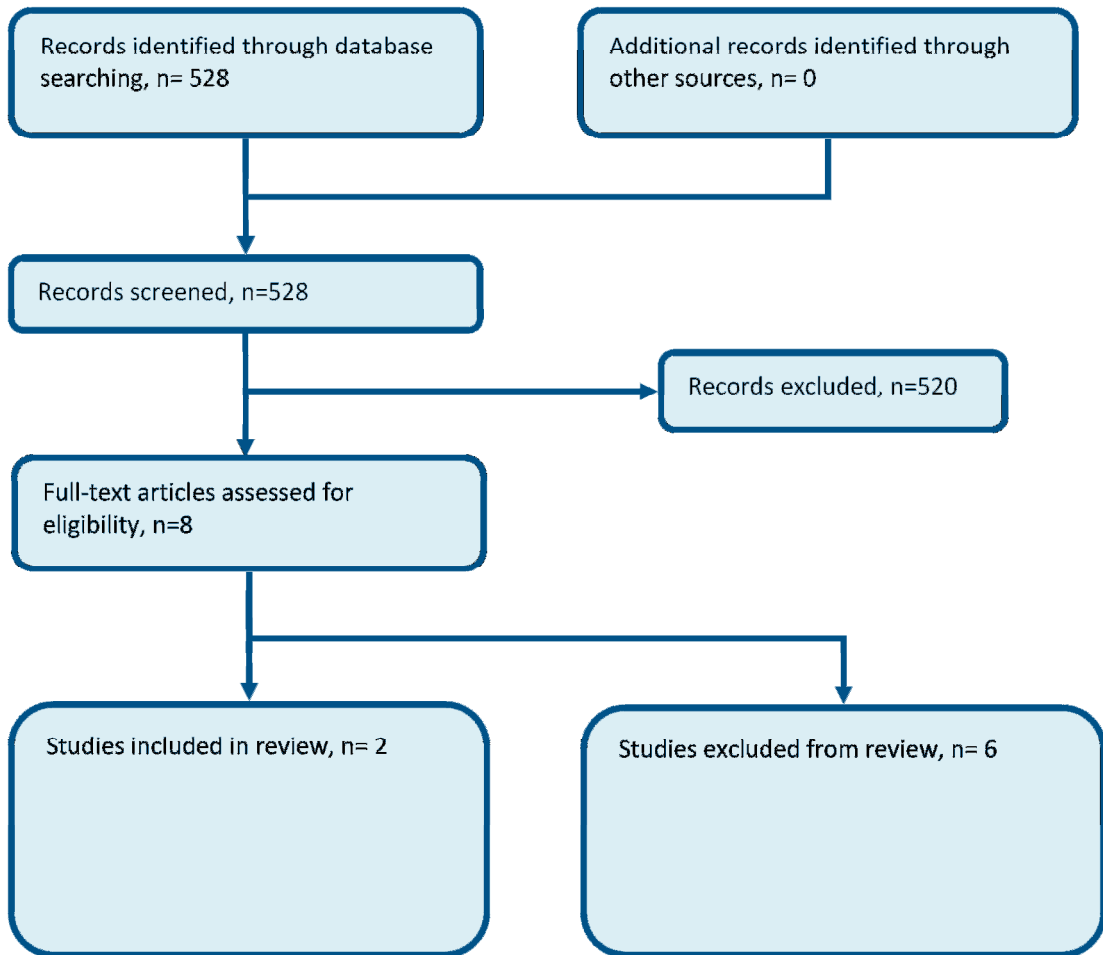 Records identified through database
searching, n= 528
Additional records identified through
other sources, n= 0
Records screened, n=528
Records excluded, n=520
Full-text articles assessed for
eligibility, n=8
Studies included in review, n= 2
Studies excluded from review, n= 6